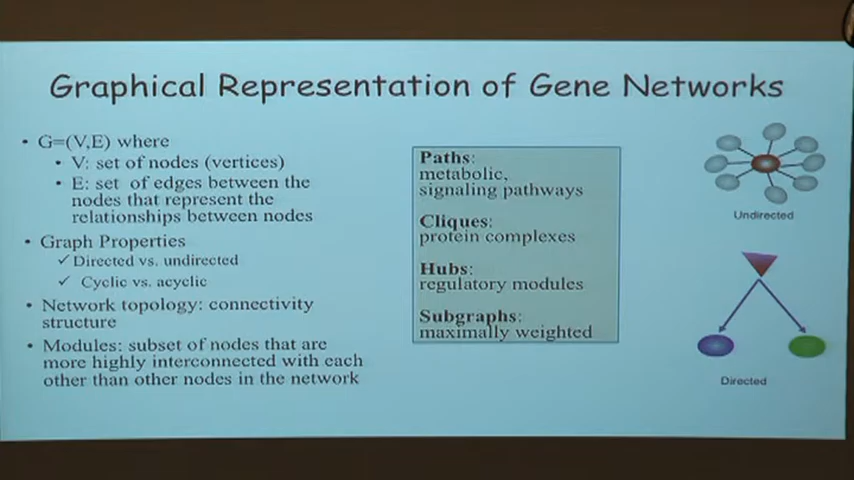 Graphical Representation of Gene Networks
• G=(V,E) where
• V: set of nodes (vertices)
• E: set of edges between the
nodes that represent the
relationships between nodes
• Graph Properties
✓Directed vs. undirected
✓ Cyclic vs. acyclic
• Network topology: connectivity
structure
• Modules: subset of nodes that are
more highly interconnected with each
other than other nodes in the network
Paths:
metabolic,
signaling pathways
Cliques:
protein complexes
Hubs:
regulatory modules
Subgraphs:
maximally weighted
Undirected
Directed